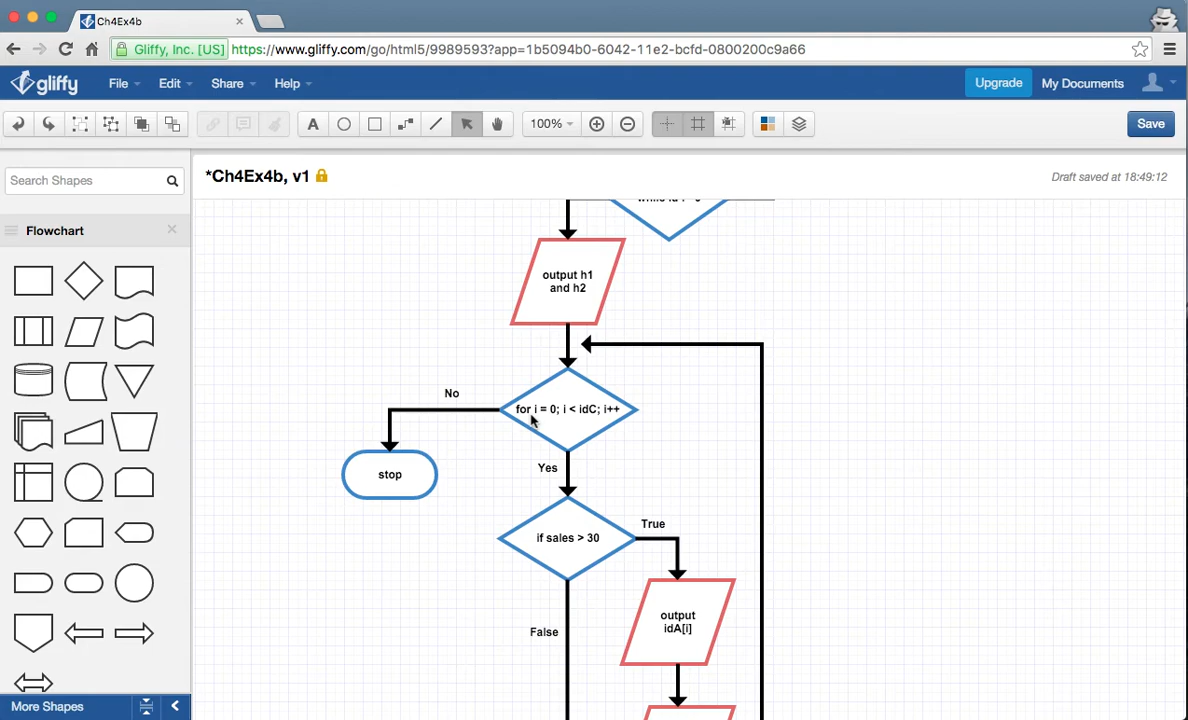 Ch4Ex4b
Gliffy, Inc. [US] https://www.gliffy.com/go/html5/9989593?app=1b5094b0-6042-11e2-bcfd-0800200c9a66
gliffy File Edit Share Help Upgrade My Documents
A 100% Save
Search Shapes
*Ch4Ex4b, v1
Draft saved at 18:49:12
Flowchart
output h1
and h2
No
for i = 0; i < idC; i++
stop
Yes
if sales > 30
True
output
idA[i]
False
More Shapes